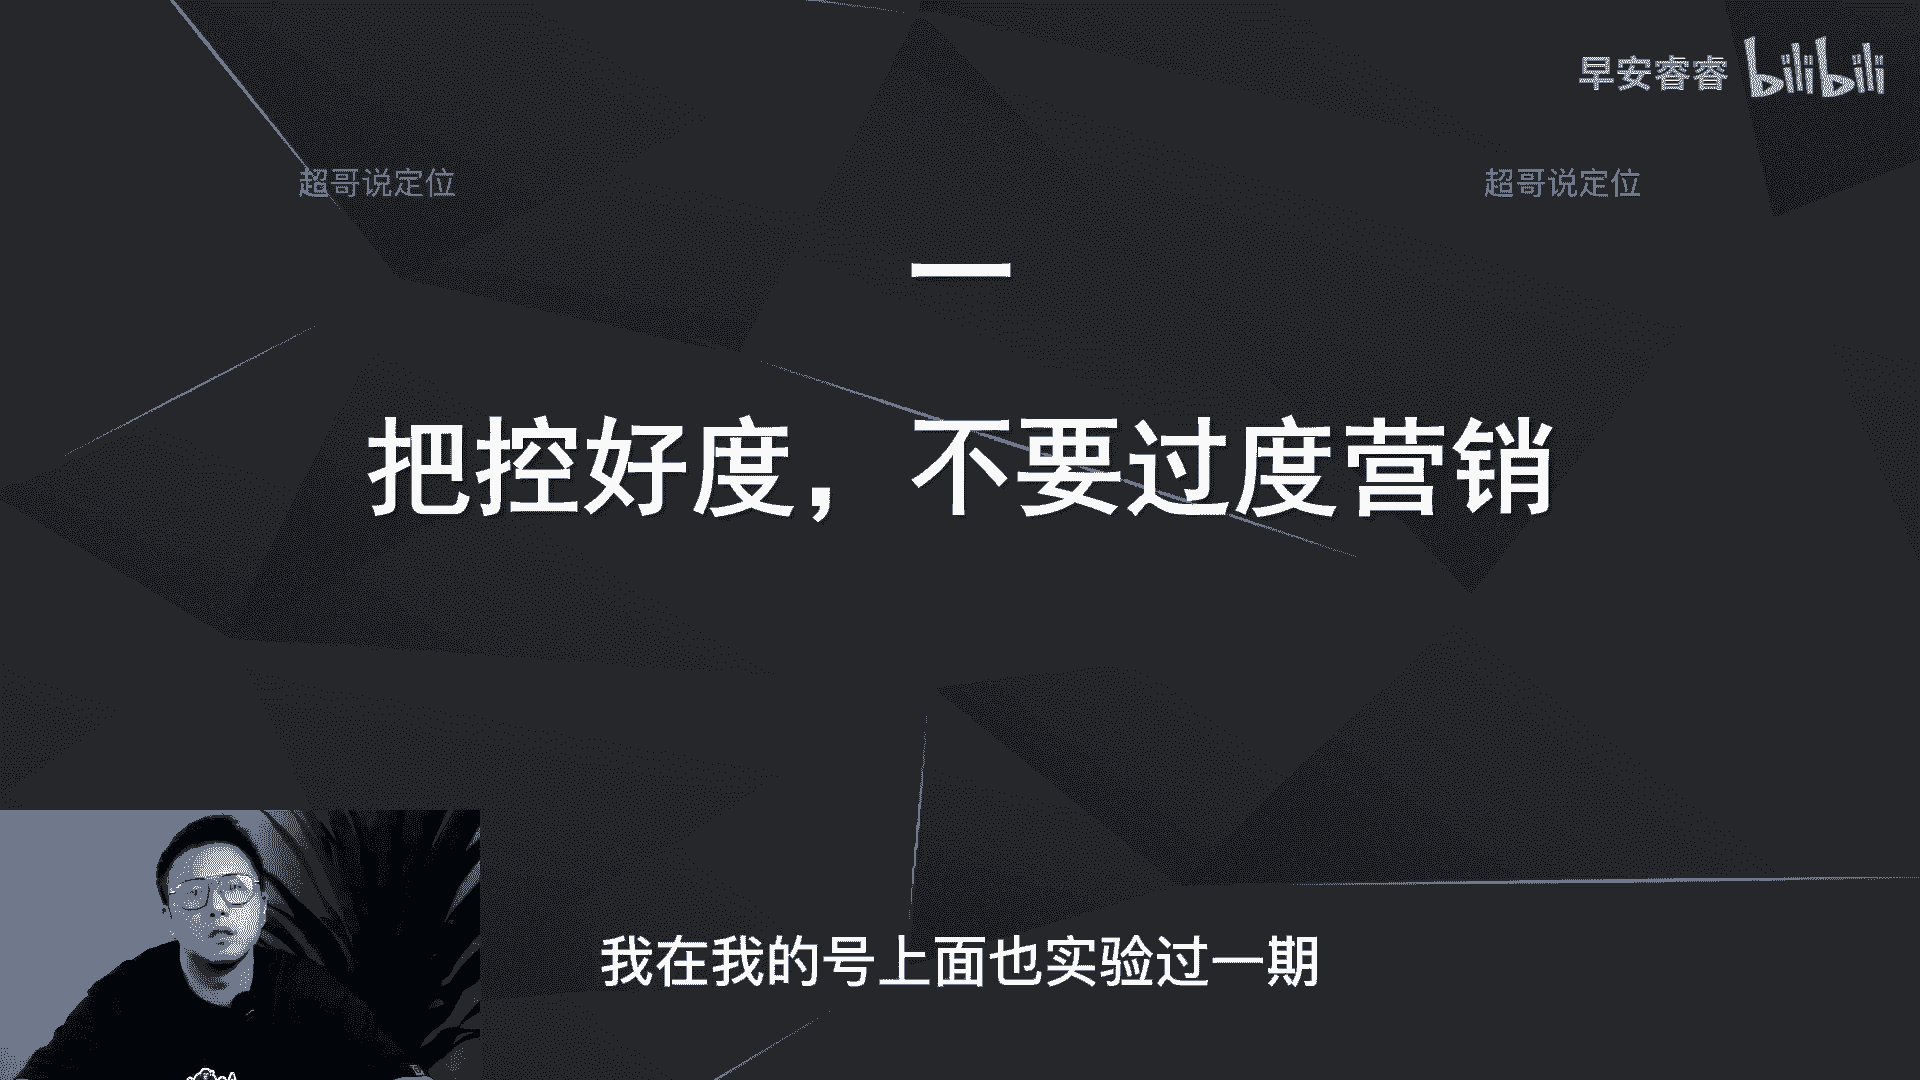 早安睿睿 bilibili
超哥说定位 超哥说定位
一
把控好度，不要过度营销
我在我的号上面也实验过一期